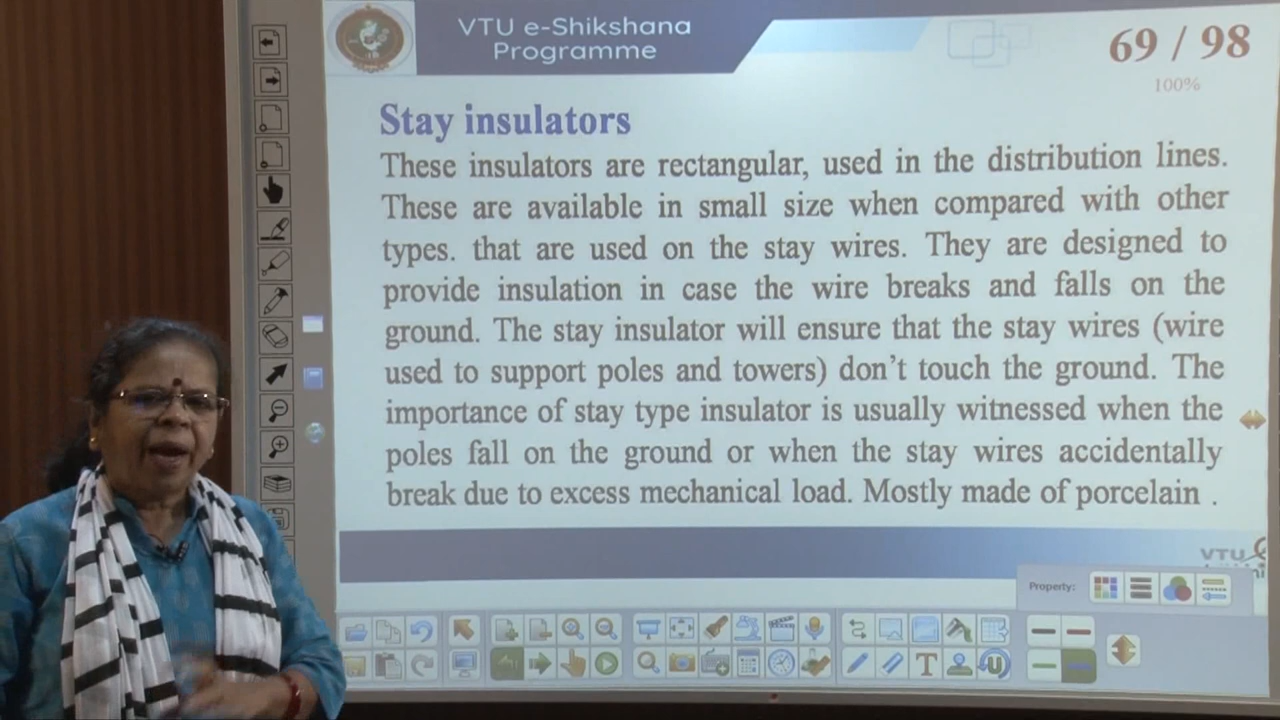 VTU e-Shikshana
Programme
69 / 98
100%
Stay insulators
These insulators are rectangular, used in the distribution lines.
These are available in small size when compared with other
types. that are used on the stay wires. They are designed to
provide insulation in case the wire breaks and falls on the
ground. The stay insulator will ensure that the stay wires (wire
used to support poles and towers) don't touch the ground. The
importance of stay type insulator is usually witnessed when the
poles fall on the ground or when the stay wires accidentally
break due to excess mechanical load. Mostly made of porcelain .
VTU
Property: